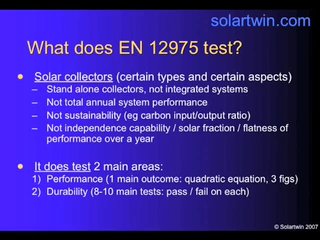 solartwin.com
What does EN 12975 test?
● Solar collectors (certain types and certain aspects)
– Stand alone collectors, not integrated systems
– Not total annual system performance
– Not sustainability (eg carbon input/output ratio)
– Not independence capability / solar fraction / flatness of
performance over a year
● It does test 2 main areas:
1) Performance (1 main outcome: quadratic equation, 3 figs)
2) Durability (8-10 main tests: pass / fail on each)
© Solartwin 2007